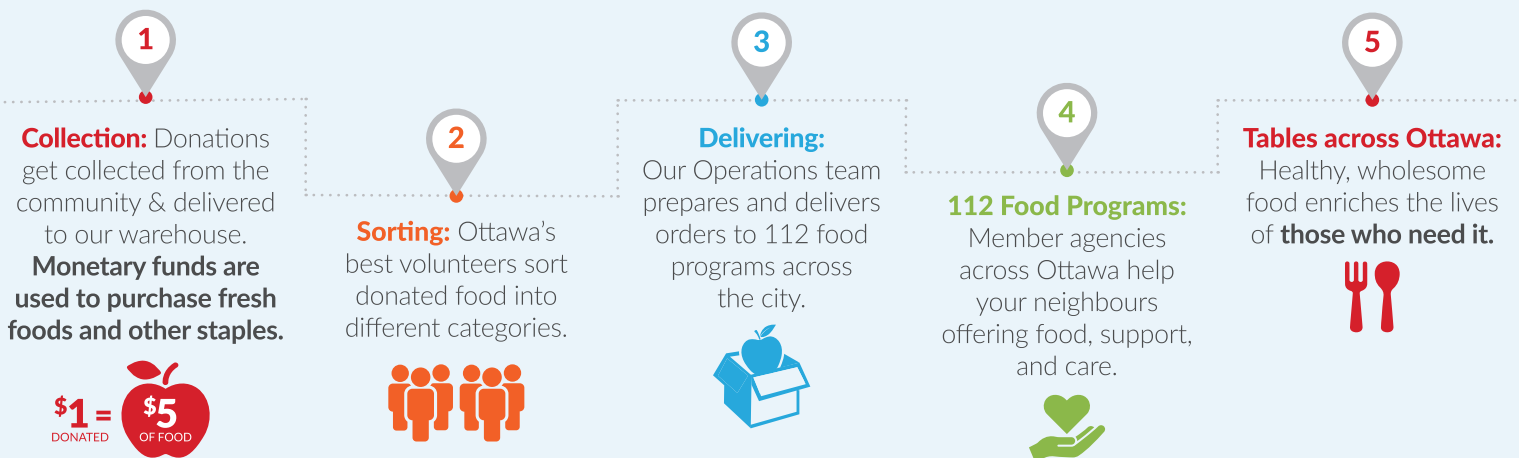 1
Collection: Donations
get collected from the
community & delivered
to our warehouse.
Monetary funds are
used to purchase fresh
foods and other staples.
$1 =
DONATED
$5
OF FOOD
2
Sorting: Ottawa's
best volunteers sort
donated food into
different categories.
3
Delivering:
Our Operations team
prepares and delivers
orders to 112 food
programs across
the city.
4
112 Food Programs:
Member agencies
across Ottawa help
your neighbours
offering food, support,
and care.
5
Tables across Ottawa:
Healthy, wholesome
food enriches the lives
of those who need it.